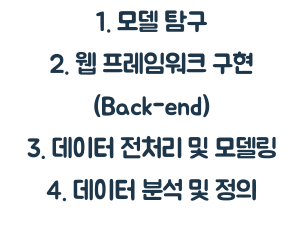 1. 모델 탐구
2. 웹 프레임워크 구현
(Back-end)
3. 데이터 전처리 및 모델링
4. 데이터 분석 및 정의